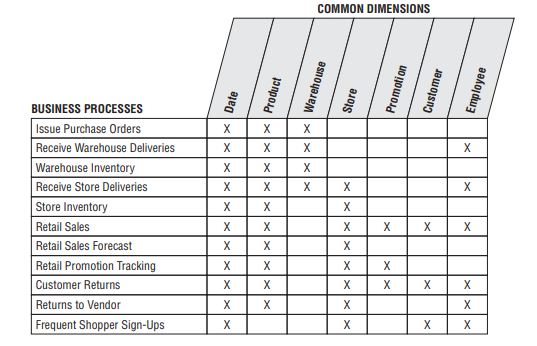 COMMON DIMENSIONS
BUSINESS PROCESSES Date Product Warehouse Store Promotion Customer Employee
Issue Purchase Orders X X X
Receive Warehouse Deliveries X X X X
Warehouse Inventory X X X
Receive Store Deliveries X X X X X
Store Inventory X X X
Retail Sales X X X X X X
Retail Sales Forecast X X X
Retail Promotion Tracking X X X X
Customer Returns X X X X X X
Returns to Vendor X X X X
Frequent Shopper Sign-Ups X X X X